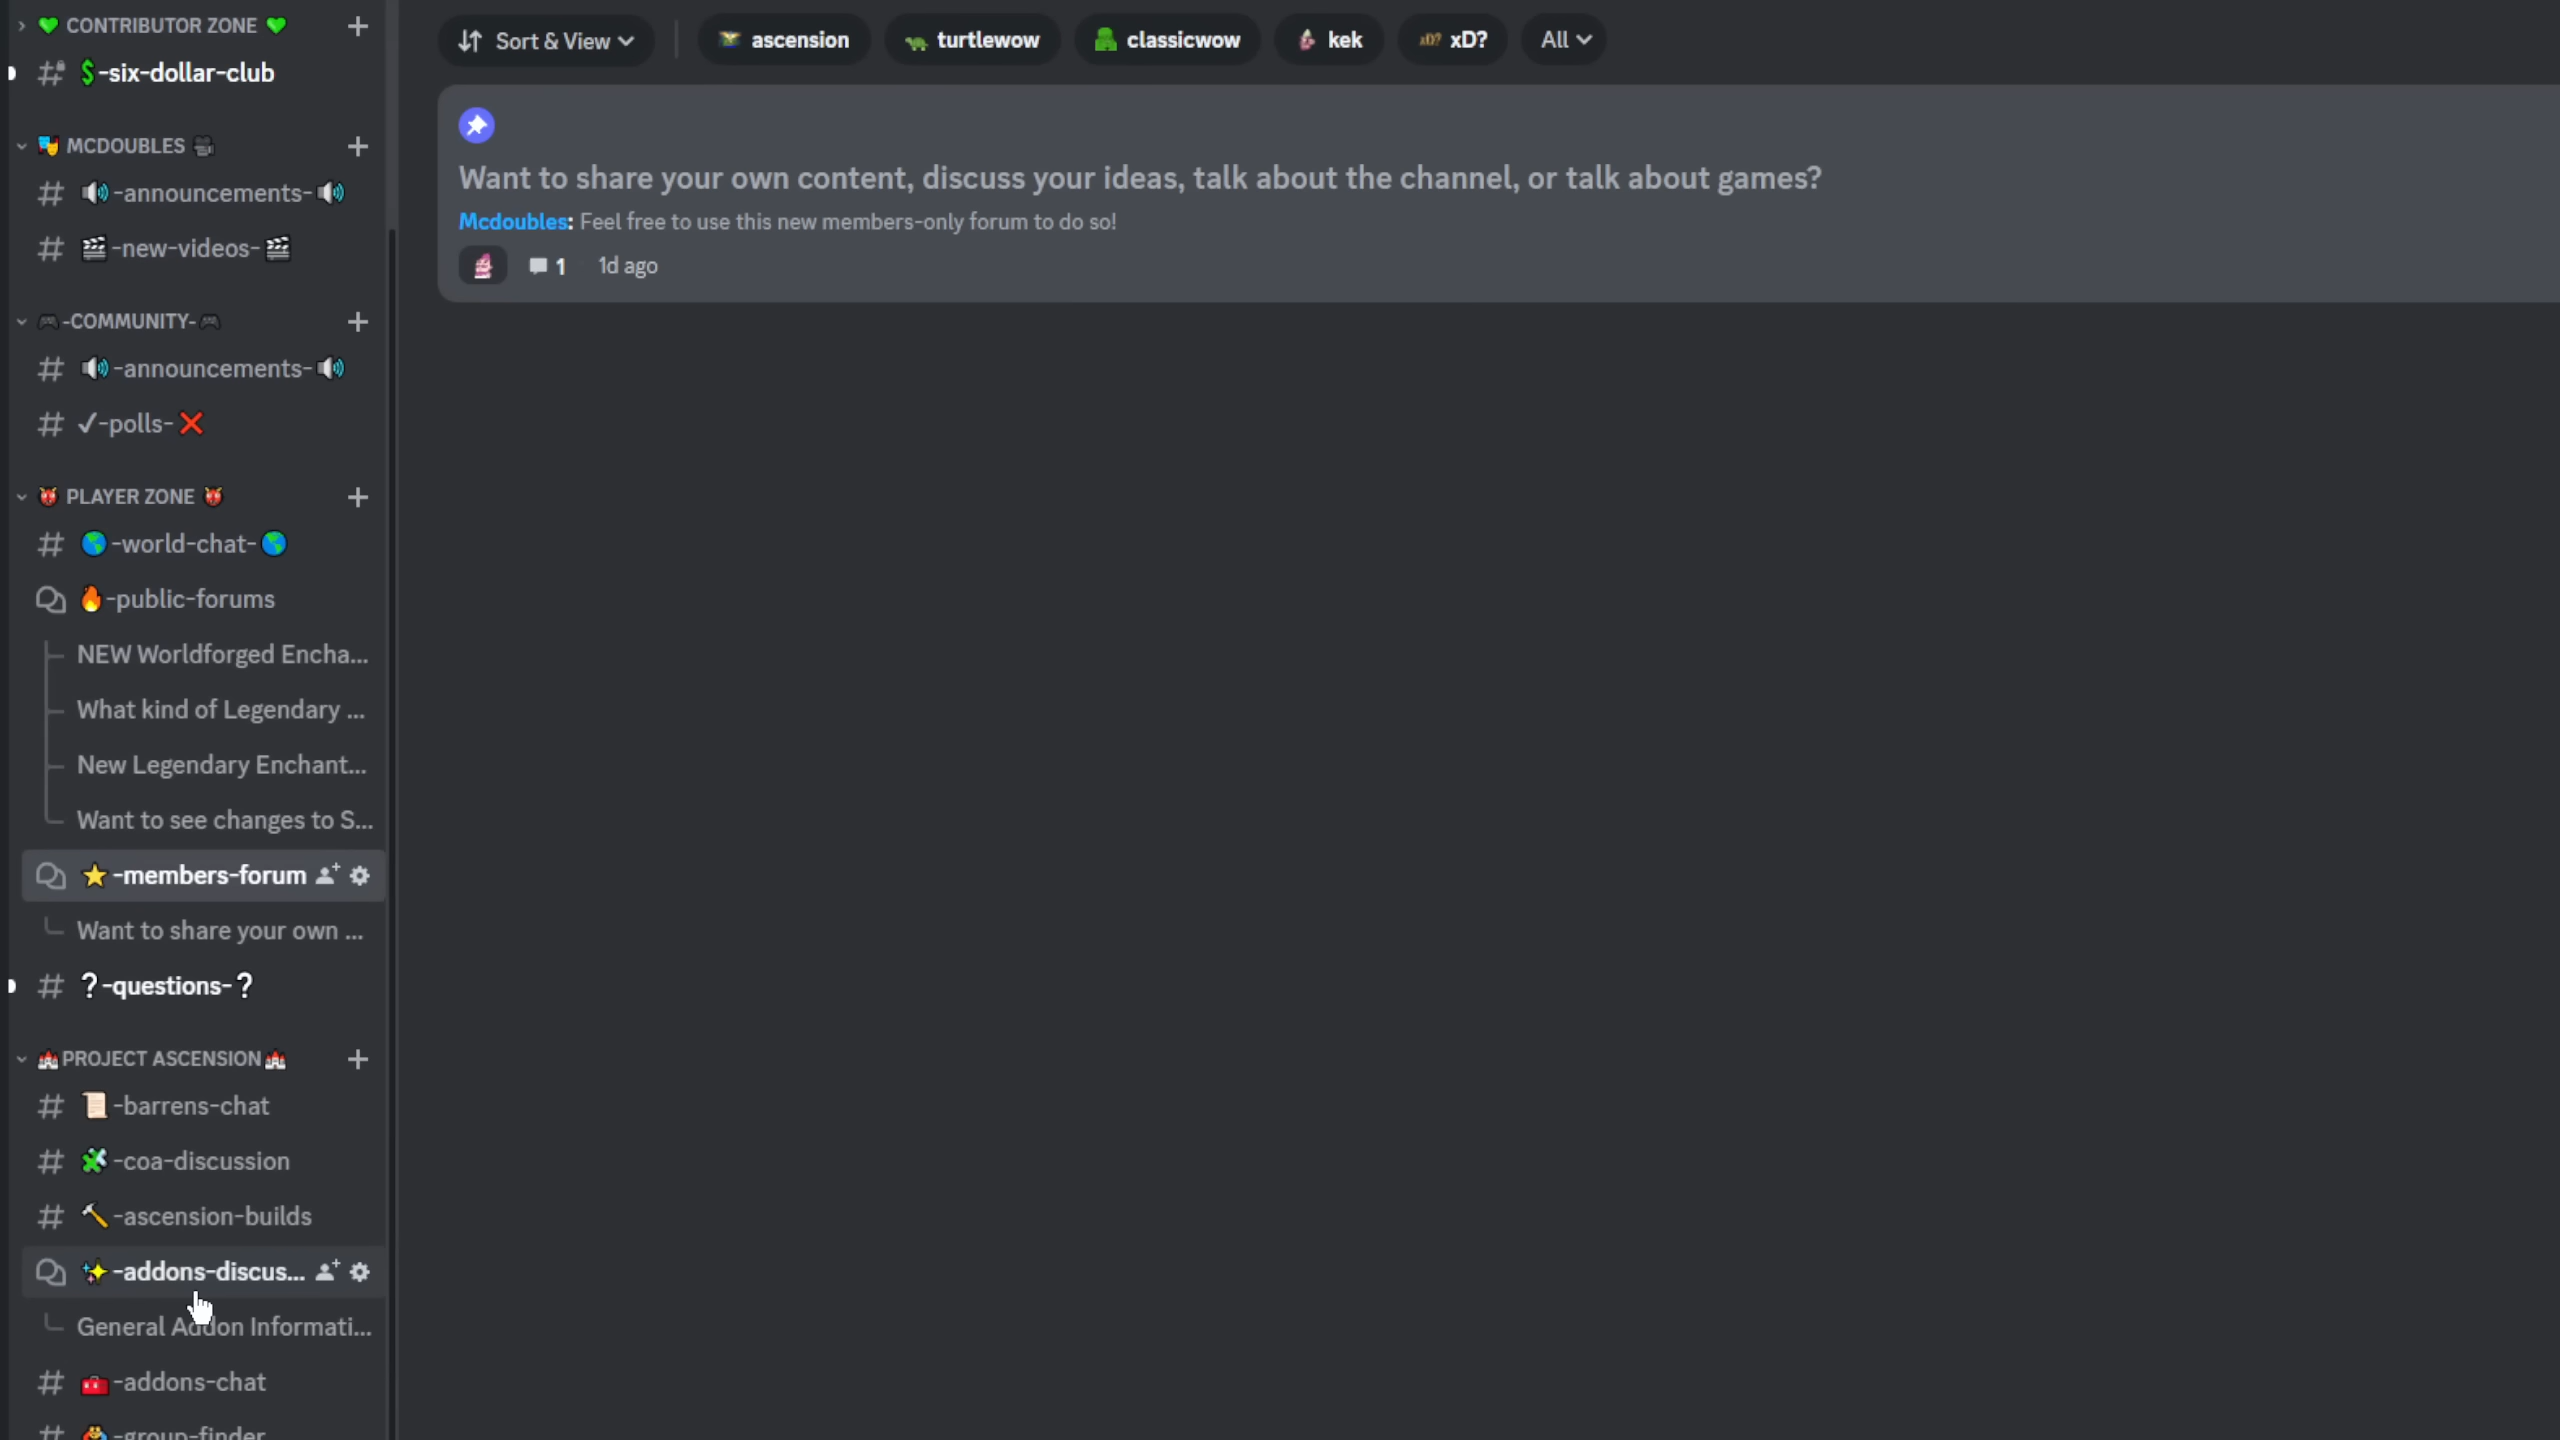 CONTRIBUTOR ZONE
$-six-dollar-club
MCDOUBLES
-announcements-
-new-videos-
-COMMUNITY-
-announcements-
✓-polls-❌
PLAYER ZONE
-world-chat-
-public-forums
NEW Worldforged Encha...
What kind of Legendary ...
New Legendary Enchant...
Want to see changes to S...
-members-forum
Want to share your own ...
?-questions-?
PROJECT ASCENSION
-barrens-chat
-coa-discussion
-ascension-builds
-addons-discus...
General Addon Informati...
-addons-chat
-group-finder
Sort & View
ascension
turtlewow
classicwow
kek
xD? xD?
All
Want to share your own content, discuss your ideas, talk about the channel, or talk about games?
Mcdoubles: Feel free to use this new members-only forum to do so!
1 1d ago